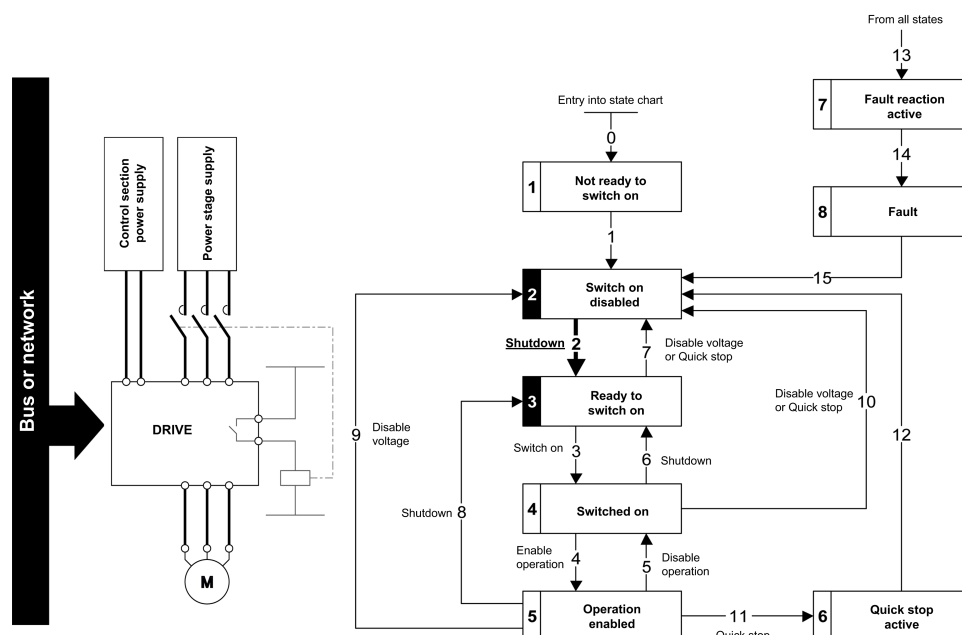 From all states
13
7
Fault reaction
active
14
8
Fault
15
Entry into state chart
0
1
Not ready to
switch on
1
2
Switch on
disabled
Shutdown 2
7
Disable voltage
or Quick stop
3
Ready to
switch on
Switch on 3
6 Shutdown
4
Switched on
Enable
operation
4
5
Disable
operation
5
Operation
enabled
Shutdown 8
9
Disable
voltage
Disable voltage
or Quick stop
10
12
11
Quick stop
6
Quick stop
active
Bus or network
Control section
power supply
Power stage supply
DRIVE
M